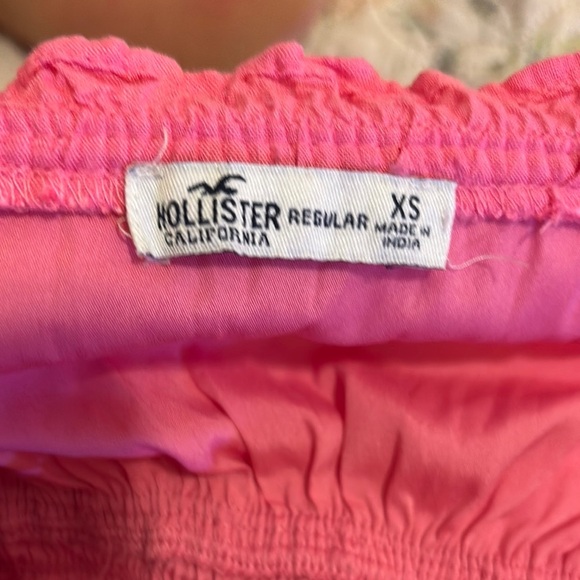 HOLLISTER
CALIFORNIA
REGULAR
XS
MADE IN
INDIA